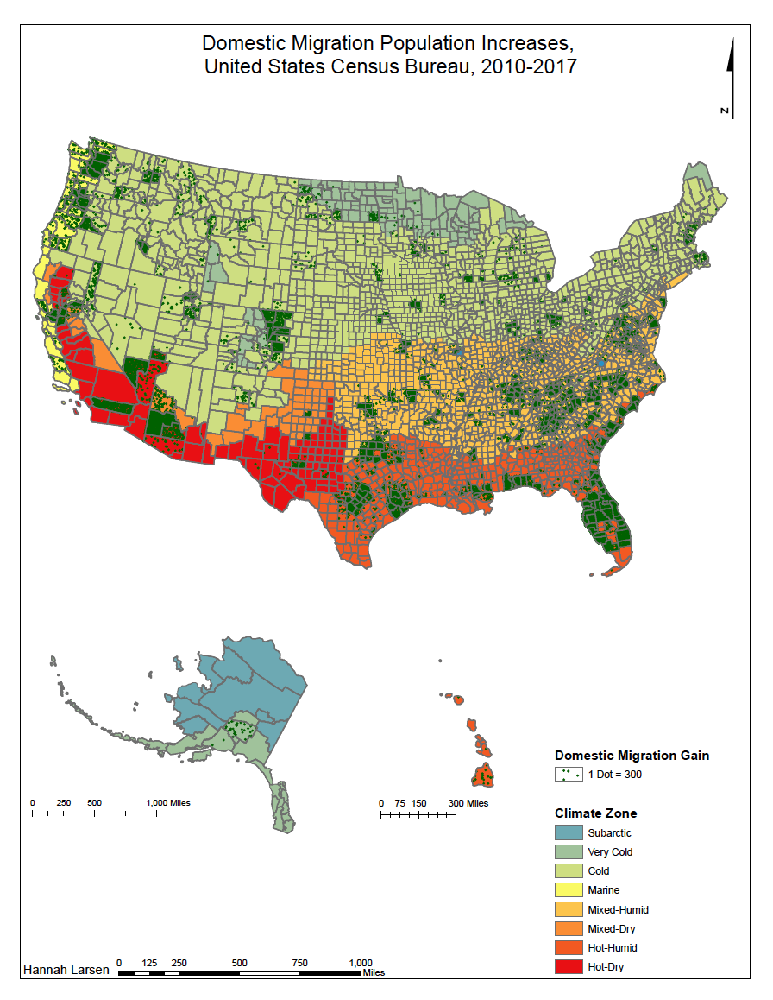 Domestic Migration Population Increases,
United States Census Bureau, 2010-2017
N
Domestic Migration Gain
1 Dot = 300
0 250 500 1,000 Miles
0 75 150 300 Miles
Climate Zone
Subarctic
Very Cold
Cold
Marine
Mixed-Humid
Mixed-Dry
Hot-Humid
Hot-Dry
Hannah Larsen
0 125 250 500 750 1,000
Miles